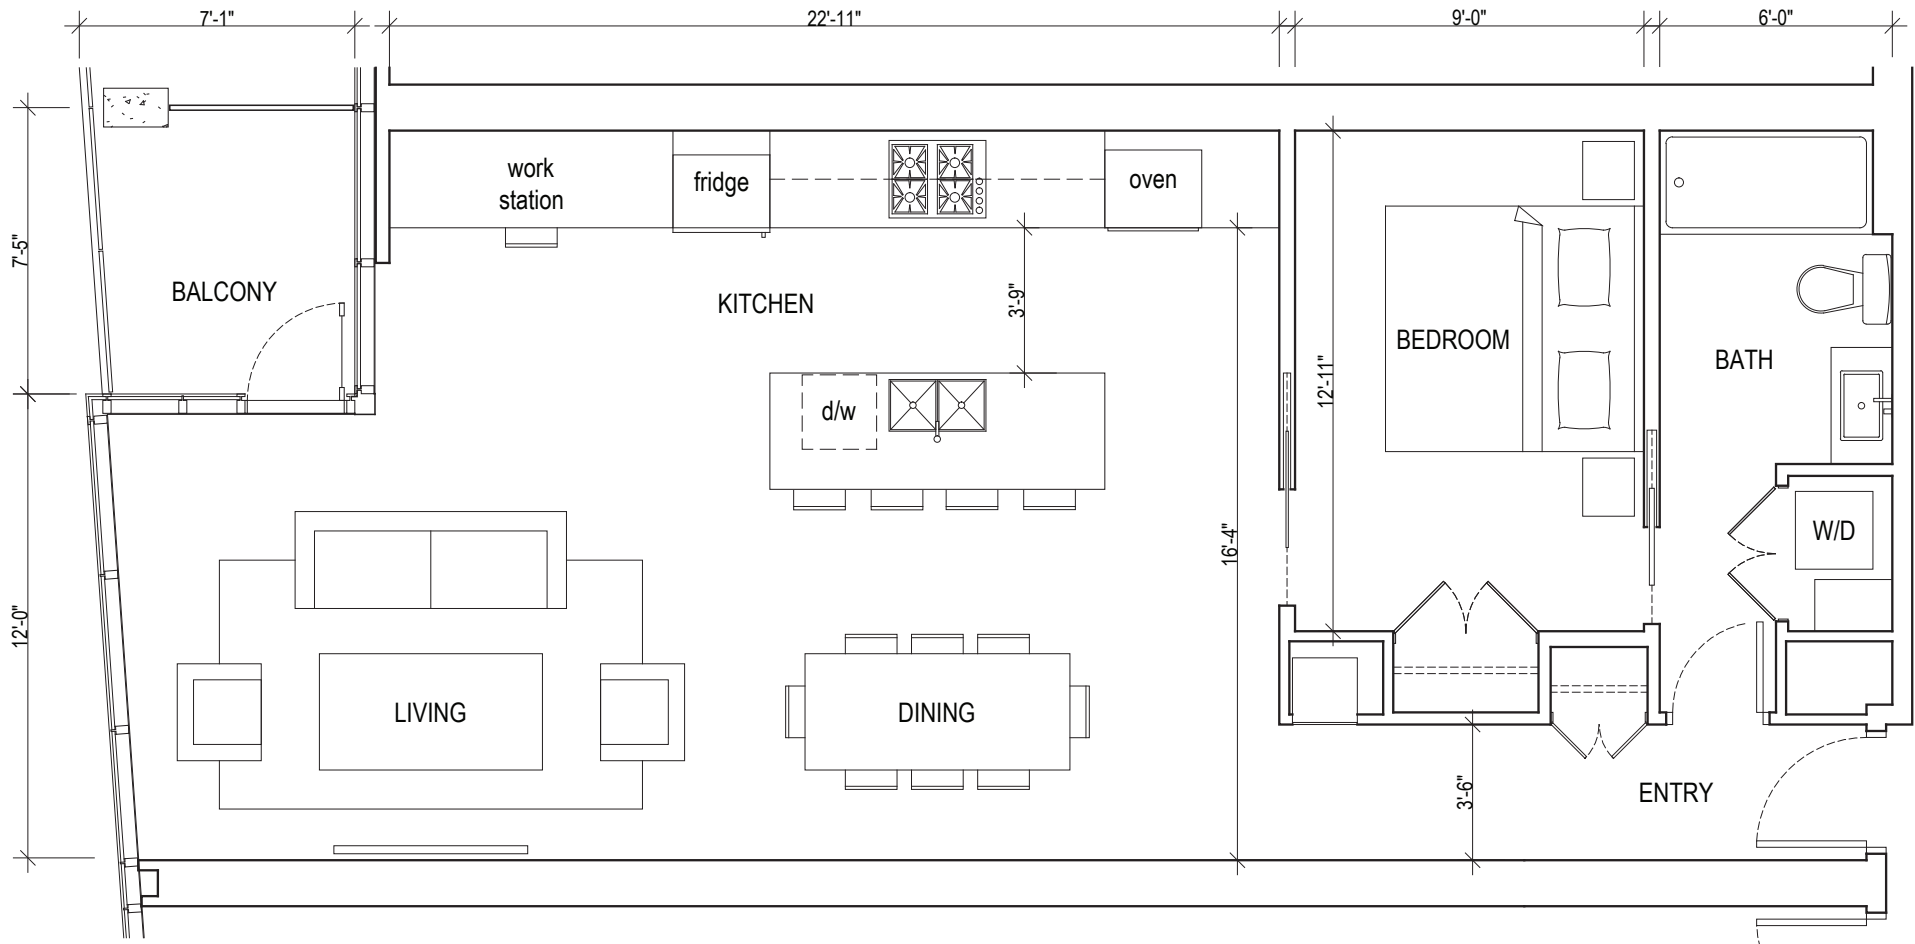 7'-1"
22'-11"
9'-0"
6'-0"
work
station
fridge
oven
7'-5"
BALCONY
KITCHEN
3'-9"
BEDROOM
BATH
12'-11"
d/w
16'-4"
W/D
12'-0"
LIVING
DINING
3'-6"
ENTRY